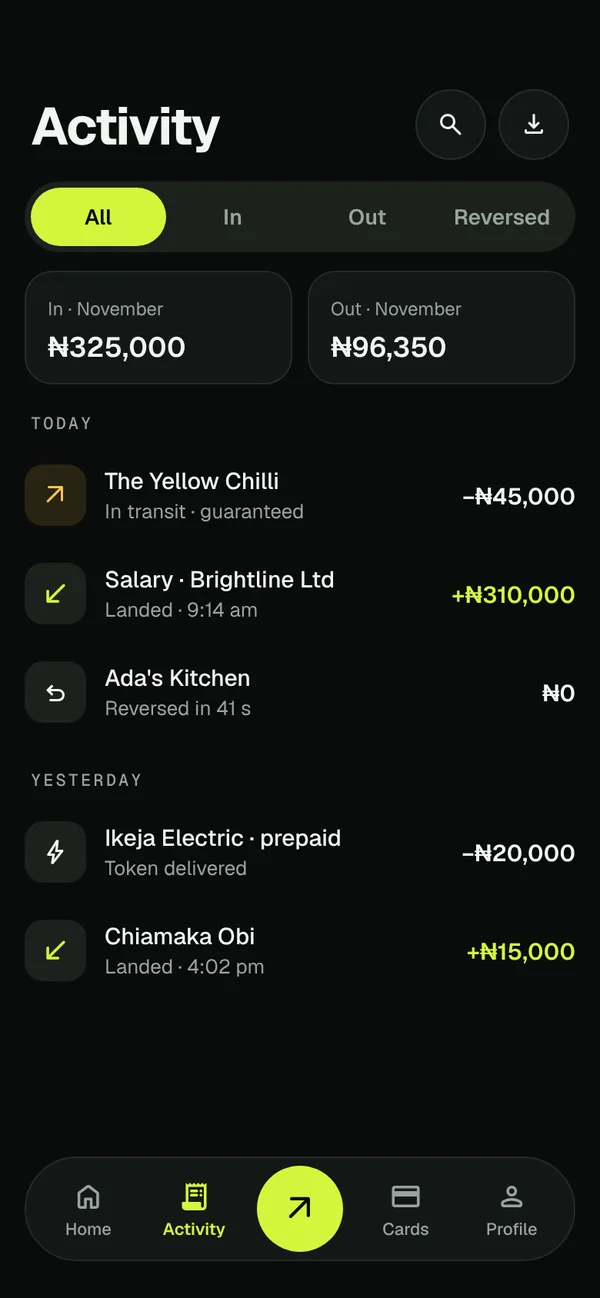 Activity
All In Out Reversed
In · November Out · November
₦325,000 ₦96,350
TODAY
The Yellow Chilli
In transit · guaranteed
–₦45,000
Salary · Brightline Ltd
Landed · 9:14 am
+₦310,000
Ada's Kitchen
Reversed in 41 s
₦0
YESTERDAY
Ikeja Electric · prepaid
Token delivered
–₦20,000
Chiamaka Obi
Landed · 4:02 pm
+₦15,000
Home Activity Cards Profile